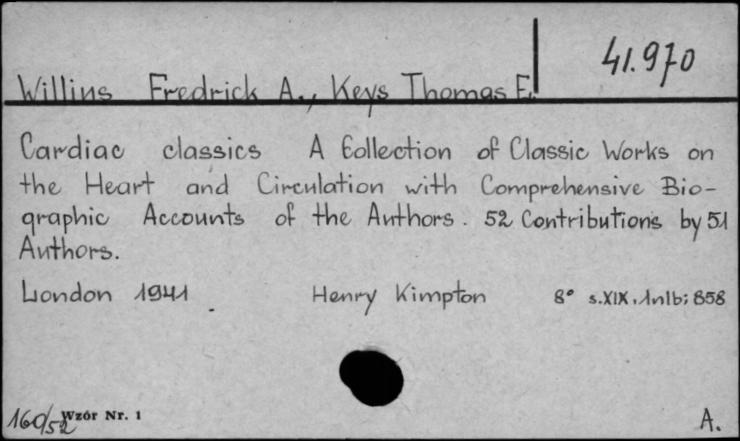 41.970
Willius Fredrick A., Keys Thomas E.
Cardiac classics A Collection of Classic Works on
the Heart and Circulation with Comprehensive Bio-
graphic Accounts of the Authors. 52 Contributions by 51
Authors.
London 1941. Henry Kimpton 8° s.XIX, 1nlb; 858
160/52 Wzór Nr. 1 A.